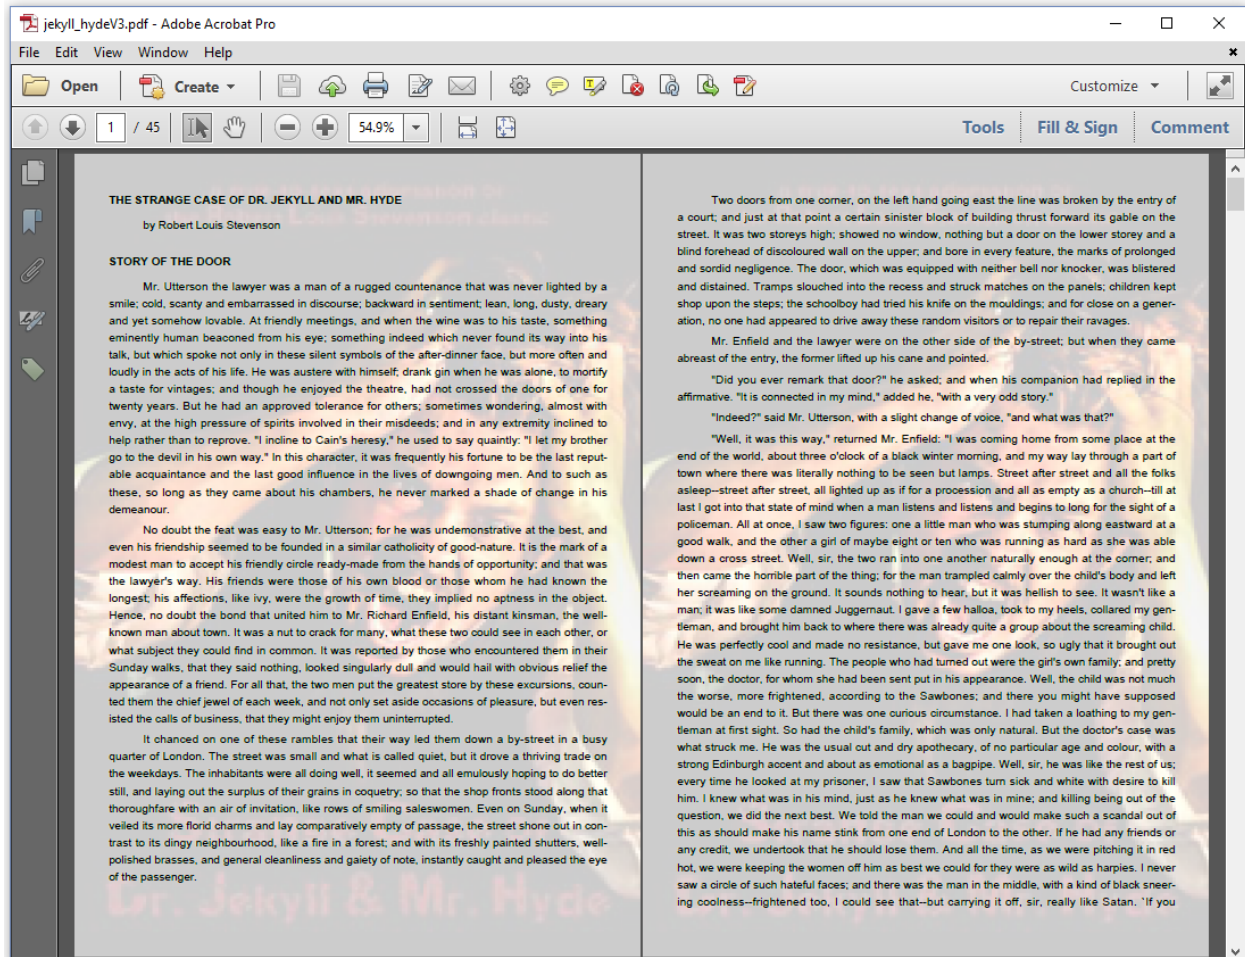 jekyll_hydeV3.pdf - Adobe Acrobat Pro
File Edit View Window Help
Open Create Customize
1 / 45 54.9% Tools Fill & Sign Comment
THE STRANGE CASE OF DR. JEKYLL AND MR. HYDE
by Robert Louis Stevenson
STORY OF THE DOOR
Mr. Utterson the lawyer was a man of a rugged countenance that was never lighted by a
smile; cold, scanty and embarrassed in discourse; backward in sentiment; lean, long, dusty, dreary
and yet somehow lovable. At friendly meetings, and when the wine was to his taste, something
eminently human beaconed from his eye; something indeed which never found its way into his
talk, but which spoke not only in these silent symbols of the after-dinner face, but more often and
loudly in the acts of his life. He was austere with himself; drank gin when he was alone, to mortify
a taste for vintages; and though he enjoyed the theatre, had not crossed the doors of one for
twenty years. But he had an approved tolerance for others; sometimes wondering, almost with
envy, at the high pressure of spirits involved in their misdeeds; and in any extremity inclined to
help rather than to reprove. "I incline to Cain's heresy," he used to say quaintly: "I let my brother
go to the devil in his own way." In this character, it was frequently his fortune to be the last reput-
able acquaintance and the last good influence in the lives of downgoing men. And to such as
these, so long as they came about his chambers, he never marked a shade of change in his
demeanour.
No doubt the feat was easy to Mr. Utterson; for he was undemonstrative at the best, and
even his friendship seemed to be founded in a similar catholicity of good-nature. It is the mark of a
modest man to accept his friendly circle ready-made from the hands of opportunity; and that was
the lawyer's way. His friends were those of his own blood or those whom he had known the
longest; his affections, like ivy, were the growth of time, they implied no aptness in the object.
Hence, no doubt the bond that united him to Mr. Richard Enfield, his distant kinsman, the well-
known man about town. It was a nut to crack for many, what these two could see in each other, or
what subject they could find in common. It was reported by those who encountered them in their
Sunday walks, that they said nothing, looked singularly dull and would hail with obvious relief the
appearance of a friend. For all that, the two men put the greatest store by these excursions, coun-
ted them the chief jewel of each week, and not only set aside occasions of pleasure, but even res-
isted the calls of business, that they might enjoy them uninterrupted.
It chanced on one of these rambles that their way led them down a by-street in a busy
quarter of London. The street was small and what is called quiet, but it drove a thriving trade on
the weekdays. The inhabitants were all doing well, it seemed and all emulously hoping to do better
still, and laying out the surplus of their grains in coquetry; so that the shop fronts stood along that
thoroughfare with an air of invitation, like rows of smiling saleswomen. Even on Sunday, when it
veiled its more florid charms and lay comparatively empty of passage, the street shone out in con-
trast to its dingy neighbourhood, like a fire in a forest; and with its freshly painted shutters, well-
polished brasses, and general cleanliness and gaiety of note, instantly caught and pleased the eye
of the passenger.
Dr. Jekyll & Mr. Hyde
Two doors from one corner, on the left hand going east the line was broken by the entry of
a court; and just at that point a certain sinister block of building thrust forward its gable on the
street. It was two storeys high; showed no window, nothing but a door on the lower storey and a
blind forehead of discoloured wall on the upper; and bore in every feature, the marks of prolonged
and sordid negligence. The door, which was equipped with neither bell nor knocker, was blistered
and distained. Tramps slouched into the recess and struck matches on the panels; children kept
shop upon the steps; the schoolboy had tried his knife on the mouldings; and for close on a gener-
ation, no one had appeared to drive away these random visitors or to repair their ravages.
Mr. Enfield and the lawyer were on the other side of the by-street; but when they came
abreast of the entry, the former lifted up his cane and pointed.
"Did you ever remark that door?" he asked; and when his companion had replied in the
affirmative. "It is connected in my mind," added he, "with a very odd story."
"Indeed?" said Mr. Utterson, with a slight change of voice, "and what was that?"
"Well, it was this way," returned Mr. Enfield: "I was coming home from some place at the
end of the world, about three o'clock of a black winter morning, and my way lay through a part of
town where there was literally nothing to be seen but lamps. Street after street and all the folks
asleep--street after street, all lighted up as if for a procession and all as empty as a church--till at
last I got into that state of mind when a man listens and listens and begins to long for the sight of a
policeman. All at once, I saw two figures: one a little man who was stumping along eastward at a
good walk, and the other a girl of maybe eight or ten who was running as hard as she was able
down a cross street. Well, sir, the two ran into one another naturally enough at the corner; and
then came the horrible part of the thing; for the man trampled calmly over the child's body and left
her screaming on the ground. It sounds nothing to hear, but it was hellish to see. It wasn't like a
man; it was like some damned Juggernaut. I gave a few halloa, took to my heels, collared my gen-
tleman, and brought him back to where there was already quite a group about the screaming child.
He was perfectly cool and made no resistance, but gave me one look, so ugly that it brought out
the sweat on me like running. The people who had turned out were the girl's own family; and pretty
soon, the doctor, for whom she had been sent put in his appearance. Well, the child was not much
the worse, more frightened, according to the Sawbones; and there you might have supposed
would be an end to it. But there was one curious circumstance. I had taken a loathing to my gen-
tleman at first sight. So had the child's family, which was only natural. But the doctor's case was
what struck me. He was the usual cut and dry apothecary, of no particular age and colour, with a
strong Edinburgh accent and about as emotional as a bagpipe. Well, sir, he was like the rest of us;
every time he looked at my prisoner, I saw that Sawbones turn sick and white with desire to kill
him. I knew what was in his mind, just as he knew what was in mine; and killing being out of the
question, we did the next best. We told the man we could and would make such a scandal out of
this as should make his name stink from one end of London to the other. If he had any friends or
any credit, we undertook that he should lose them. And all the time, as we were pitching it in red
hot, we were keeping the women off him as best we could for they were as wild as harpies. I never
saw a circle of such hateful faces; and there was the man in the middle, with a kind of black sneer-
ing coolness--frightened too, I could see that--but carrying it off, sir, really like Satan. `If you